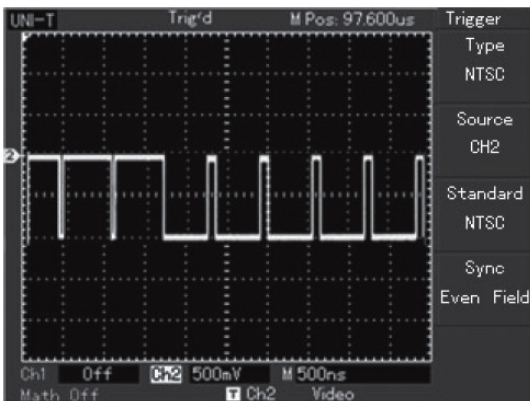 UNI-T Trig'd M Pos: 97.600us Trigger
Type
NTSC
Source
CH2
2
Standard
NTSC
Sync
Even Field
Ch1 Off Ch2 500mV M 500ns
Math Off T Ch2 Video